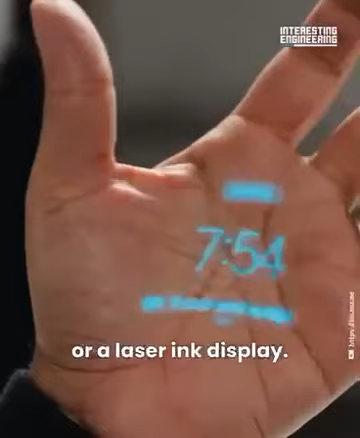 INTERESTING
ENGINEERING
7:54
or a laser ink display.